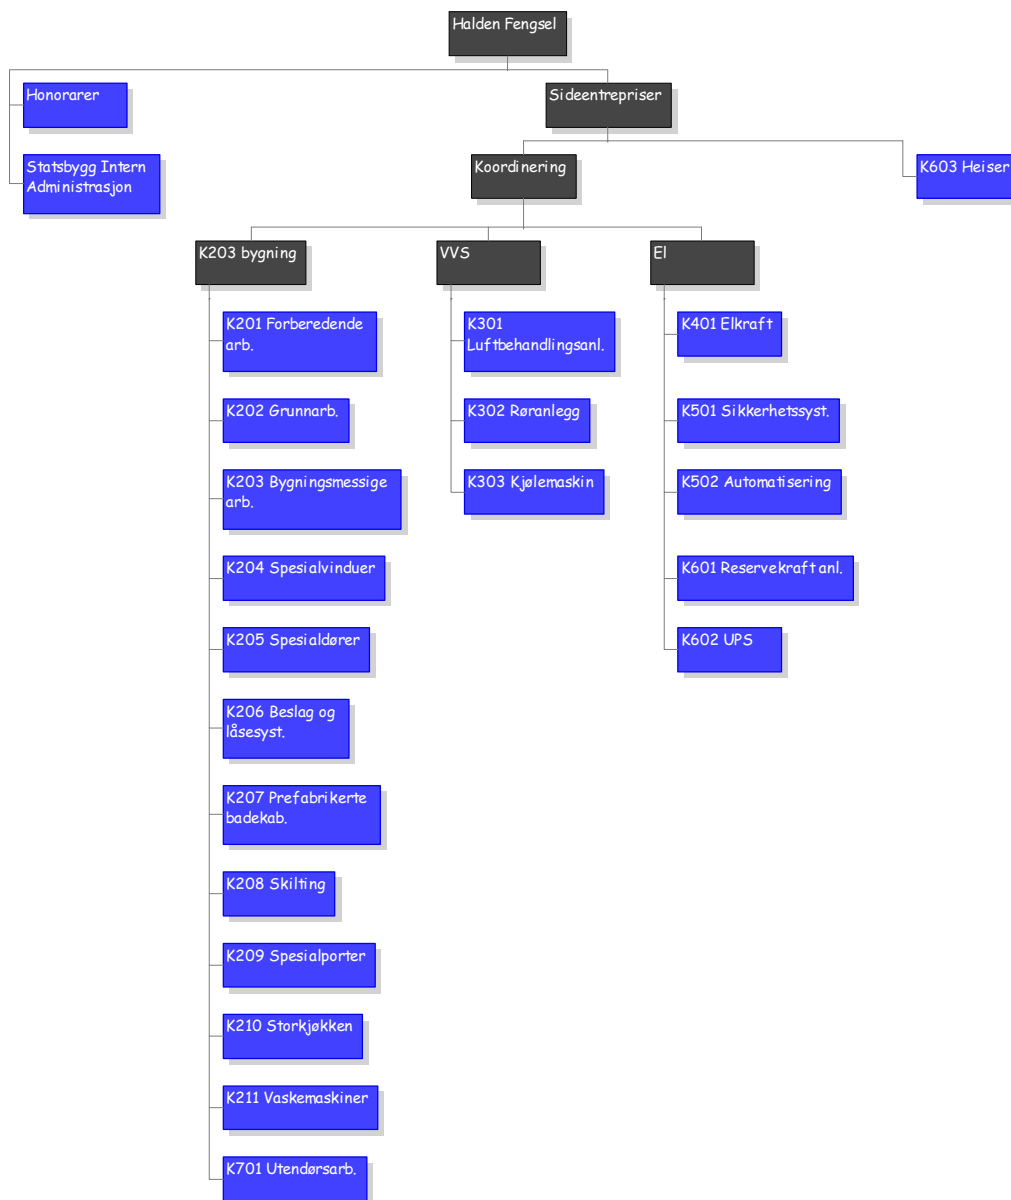 Halden Fengsel
Honorarer
Sideentrepriser
Statsbygg Intern
Administrasjon
Koordinering
K603 Heiser
K203 bygning
VVS
El
K201 Forberedende
arb.
K202 Grunnarb.
K203 Bygningsmessige
arb.
K204 Spesialvinduer
K205 Spesialdører
K206 Beslag og
låsesyst.
K207 Prefabrikerte
badekab.
K208 Skilting
K209 Spesialporter
K210 Storkjøkken
K211 Vaskemaskiner
K701 Utendørsarb.
K301
Luftbehandlingsanl.
K302 Røranlegg
K303 Kjølemaskin
K401 Elkraft
K501 Sikkerhetssyst.
K502 Automatisering
K601 Reservekraft anl.
K602 UPS